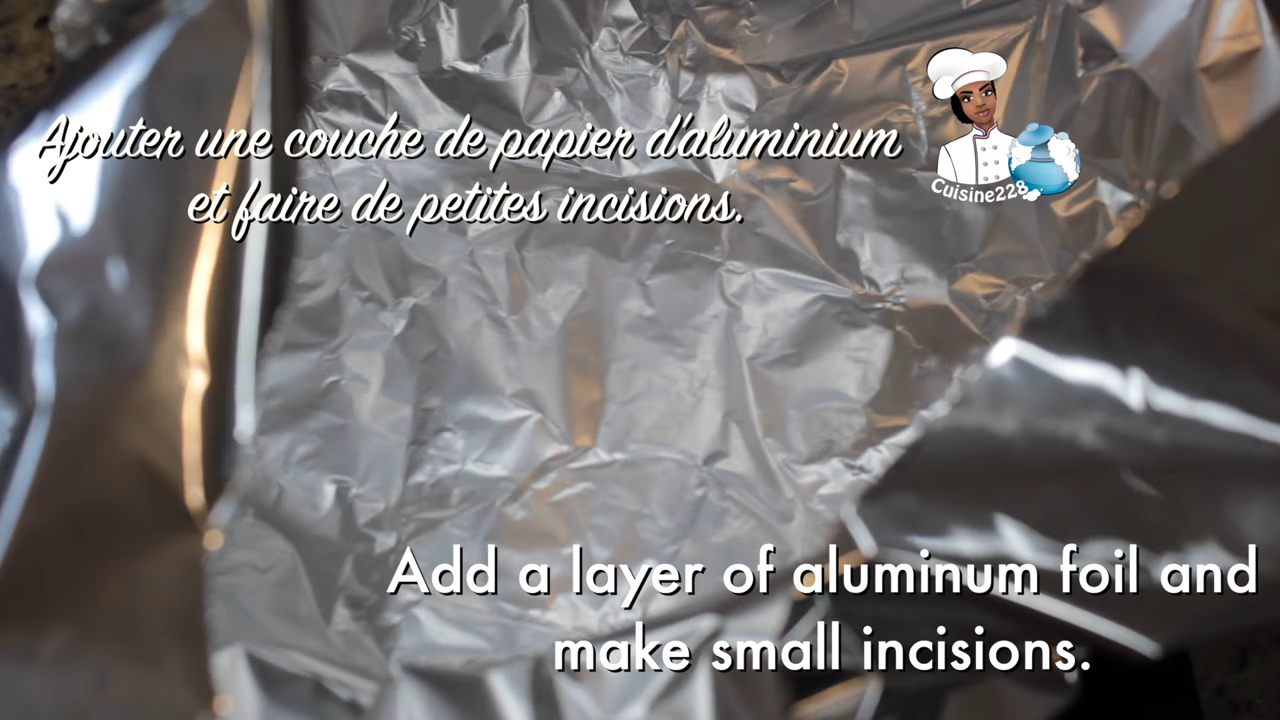 Ajouter une couche de papier d'aluminium
et faire de petites incisions.
Cuisine228
Add a layer of aluminum foil and
make small incisions.